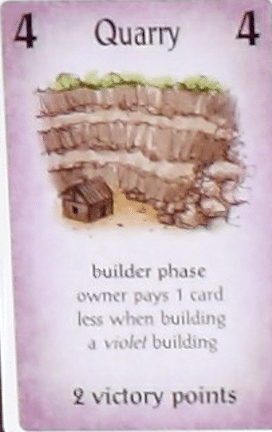 4 Quarry 4
builder phase
owner pays 1 card
less when building
a violet building
2 victory points